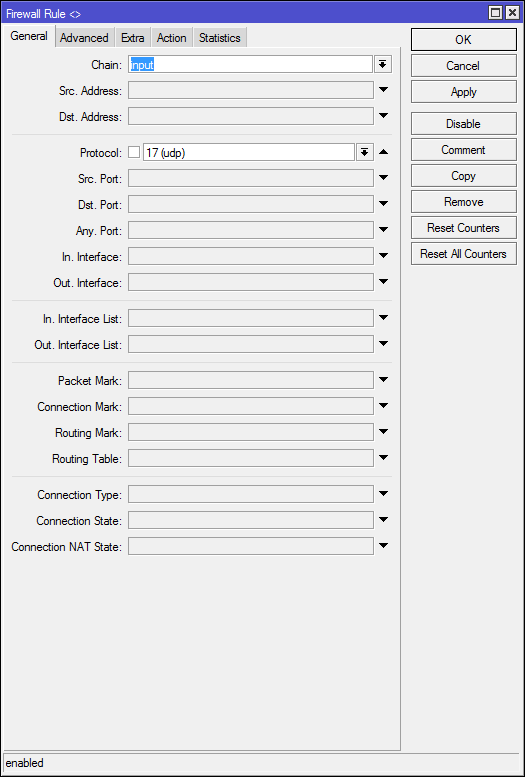 Firewall Rule <>
General Advanced Extra Action Statistics
OK
Chain: input
Cancel
Src. Address:
Apply
Dst. Address:
Disable
Protocol: 17 (udp)
Comment
Src. Port:
Copy
Dst. Port:
Remove
Any. Port:
Reset Counters
In. Interface:
Reset All Counters
Out. Interface:
In. Interface List:
Out. Interface List:
Packet Mark:
Connection Mark:
Routing Mark:
Routing Table:
Connection Type:
Connection State:
Connection NAT State:
enabled